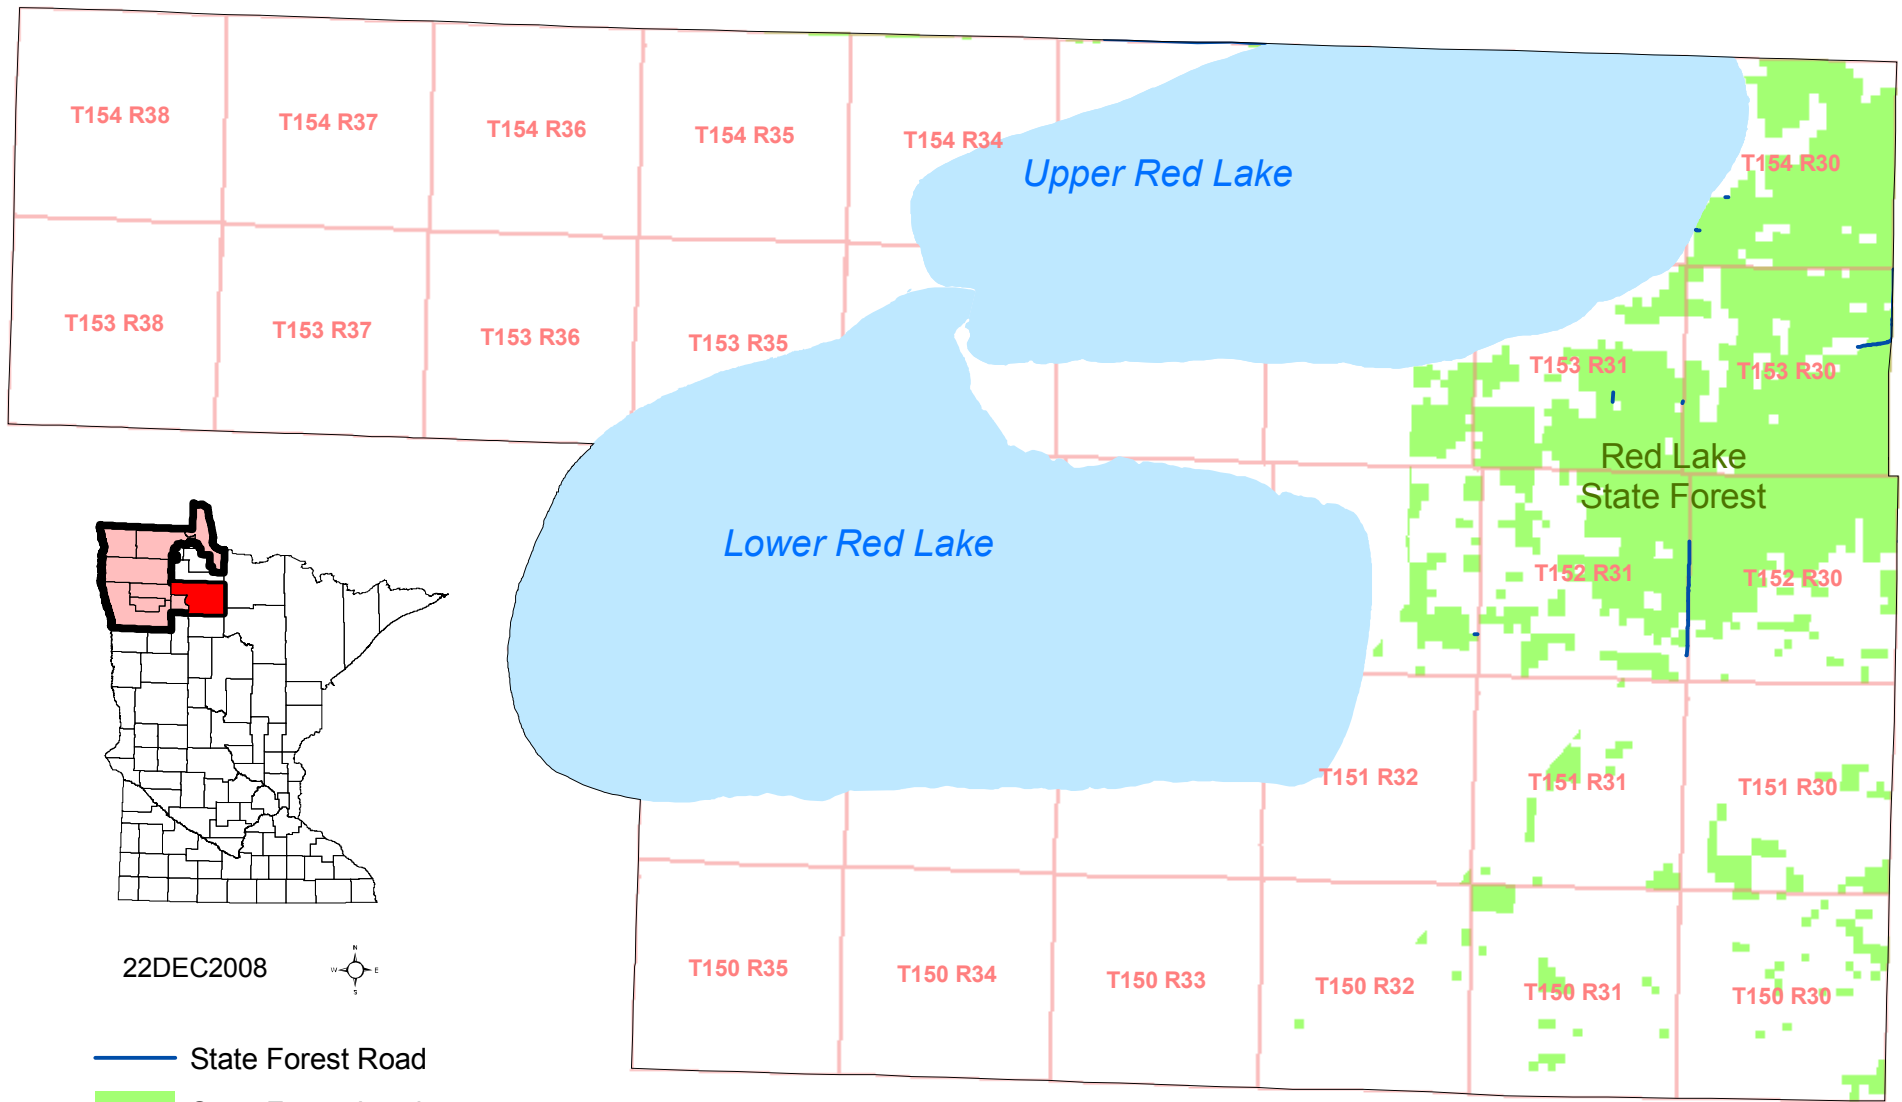 T154 R38
T154 R37
T154 R36
T154 R35
T154 R34
Upper Red Lake
T154 R30
T153 R38
T153 R37
T153 R36
T153 R35
T153 R31
T153 R30
Red Lake
State Forest
Lower Red Lake
T152 R31
T152 R30
T151 R32
T151 R31
T151 R30
T150 R35
T150 R34
T150 R33
T150 R32
T150 R31
T150 R30
22DEC2008
N
W
E
S
State Forest Road